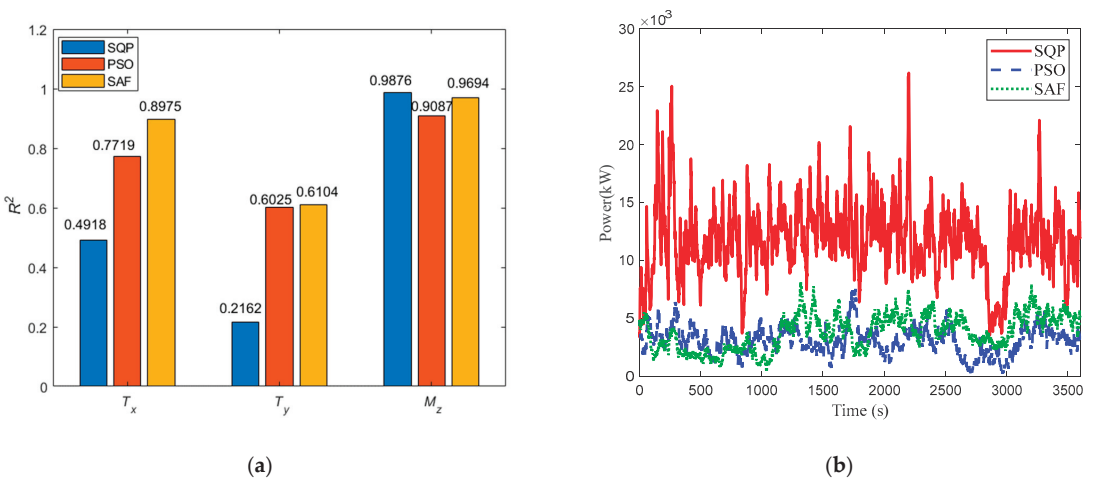 1.2
1
0.8
0.6
0.4
0.2
0
R2
SQP
PSO
SAF
0.4918
0.7719
0.8975
0.2162
0.6025
0.6104
0.9876
0.9087
0.9694
Tx
Ty
Mz
(a)
×10³
30
25
20
15
10
5
0
Power(kW)
SQP
PSO
SAF
0 500 1000 1500 2000 2500 3000 3500
Time (s)
(b)